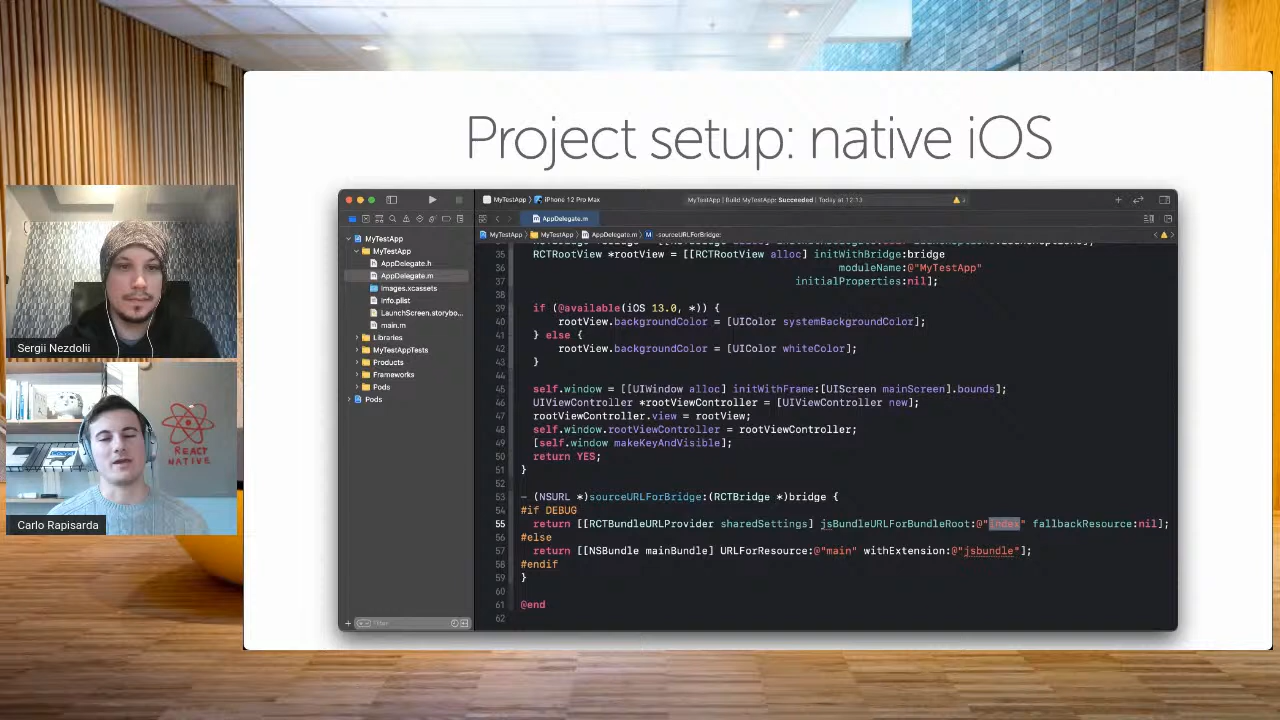 Project setup: native iOS
MyTestApp
iPhone 12 Pro Max
MyTestApp | Build MyTestApp: Succeeded | Today at 12:13
AppDelegate.m
MyTestApp
MyTestApp
AppDelegate.m
-sourceURLForBridge:
MyTestApp
MyTestApp
AppDelegate.h
AppDelegate.m
Images.xcassets
Info.plist
LaunchScreen.storybo...
main.m
Libraries
MyTestAppTests
Products
Frameworks
Pods
Pods
Filter
35 RCTRootView *rootView = [[RCTRootView alloc] initWithBridge:bridge
36 moduleName:@"MyTestApp"
37 initialProperties:nil];
38
39 if (@available(iOS 13.0, *)) {
40 rootView.backgroundColor = [UIColor systemBackgroundColor];
41 } else {
42 rootView.backgroundColor = [UIColor whiteColor];
43 }
44
45 self.window = [[UIWindow alloc] initWithFrame:[UIScreen mainScreen].bounds];
46 UIViewController *rootViewController = [UIViewController new];
47 rootViewController.view = rootView;
48 self.window.rootViewController = rootViewController;
49 [self.window makeKeyAndVisible];
50 return YES;
51 }
52
53 - (NSURL *)sourceURLForBridge:(RCTBridge *)bridge {
54 #if DEBUG
55 return [[RCTBundleURLProvider sharedSettings] jsBundleURLForBundleRoot:@"index" fallbackResource:nil];
56 #else
57 return [[NSBundle mainBundle] URLForResource:@"main" withExtension:@"jsbundle"];
58 #endif
59 }
60
61 @end
62
Sergii Nezdolii
REACT
NATIVE
Carlo Rapisarda